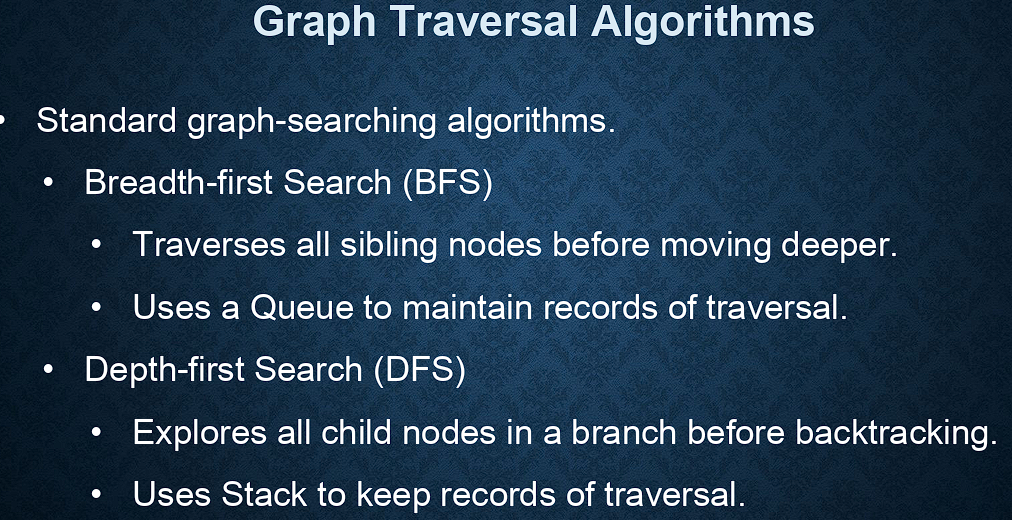 Graph Traversal Algorithms
• Standard graph-searching algorithms.
• Breadth-first Search (BFS)
• Traverses all sibling nodes before moving deeper.
• Uses a Queue to maintain records of traversal.
• Depth-first Search (DFS)
• Explores all child nodes in a branch before backtracking.
• Uses Stack to keep records of traversal.